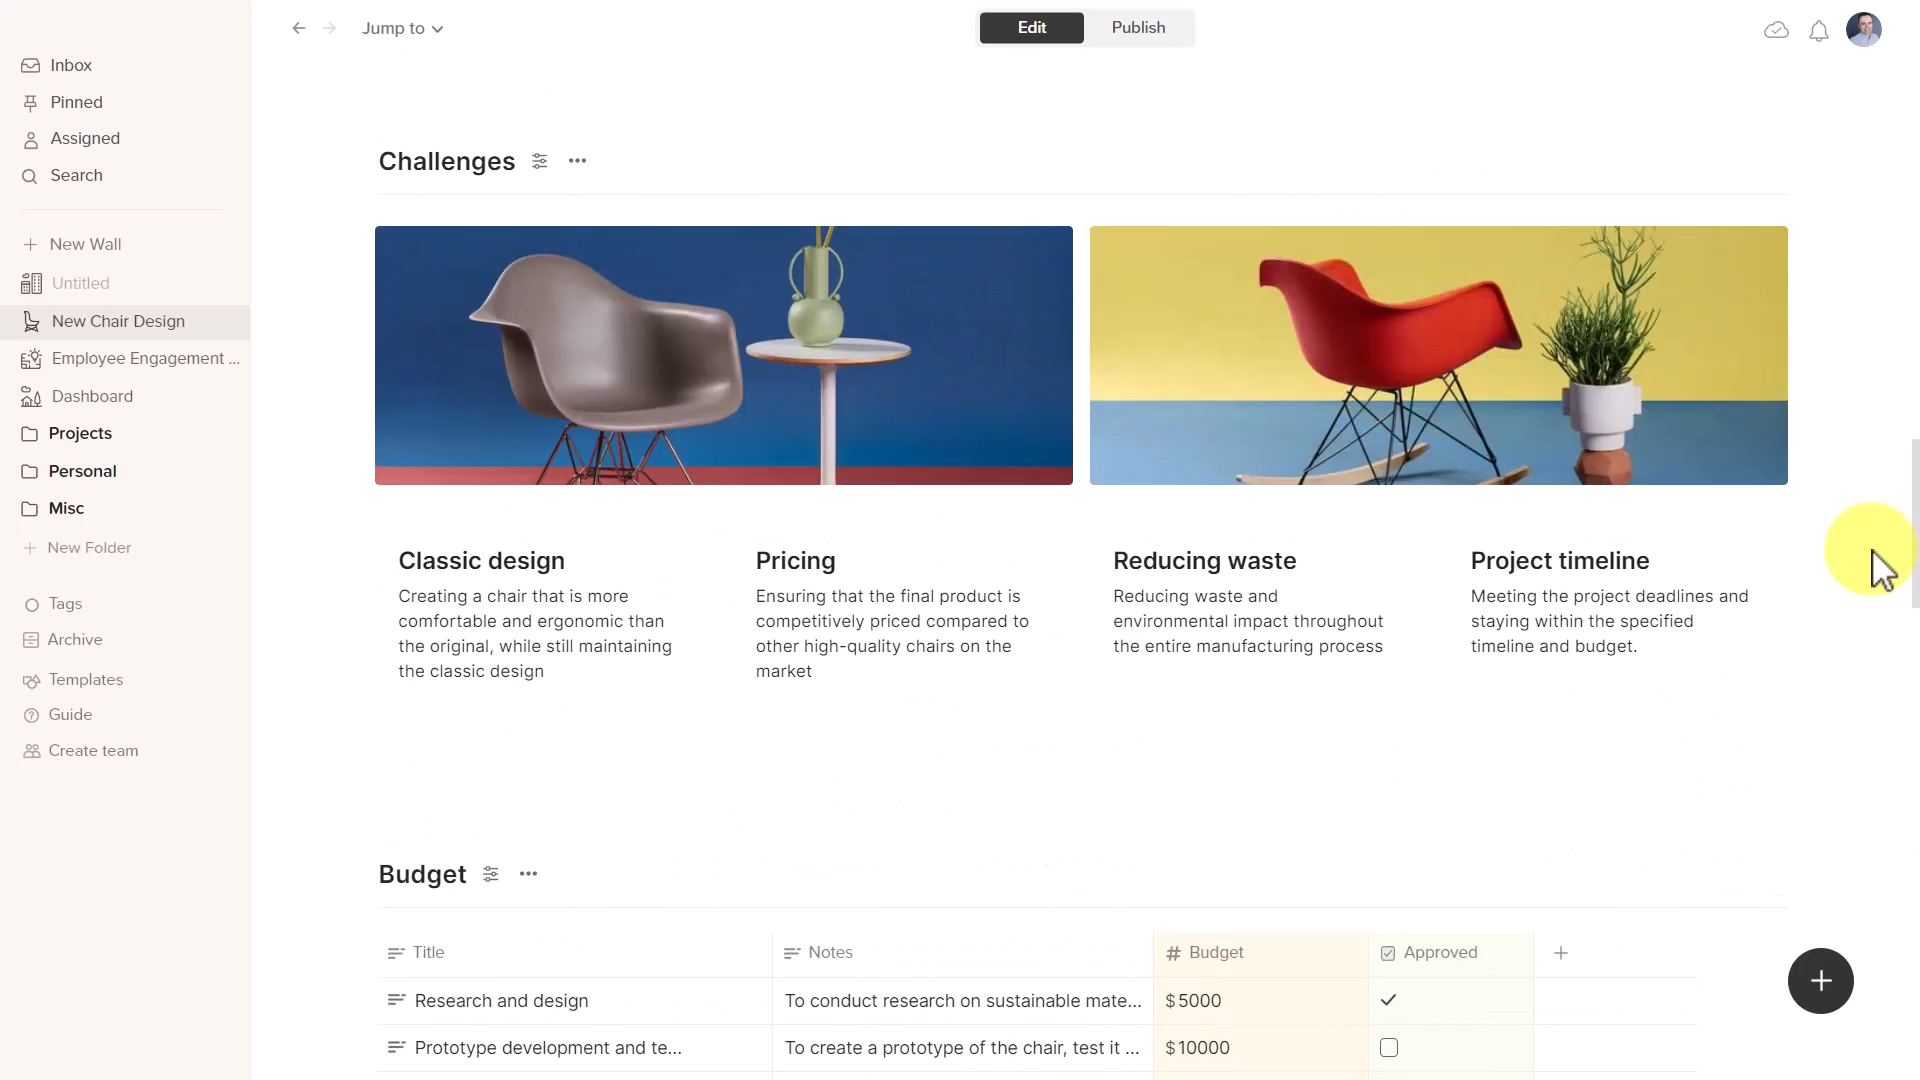 Jump to
Edit
Publish
Inbox
Pinned
Assigned
Search
New Wall
Untitled
New Chair Design
Employee Engagement ...
Dashboard
Projects
Personal
Misc
New Folder
Tags
Archive
Templates
Guide
Create team
Challenges
Classic design
Creating a chair that is more
comfortable and ergonomic than
the original, while still maintaining
the classic design
Pricing
Ensuring that the final product is
competitively priced compared to
other high-quality chairs on the
market
Reducing waste
Reducing waste and
environmental impact throughout
the entire manufacturing process
Project timeline
Meeting the project deadlines and
staying within the specified
timeline and budget.
Budget
Title Notes # Budget Approved
Research and design To conduct research on sustainable mate... $5000
Prototype development and te... To create a prototype of the chair, test it ... $10000